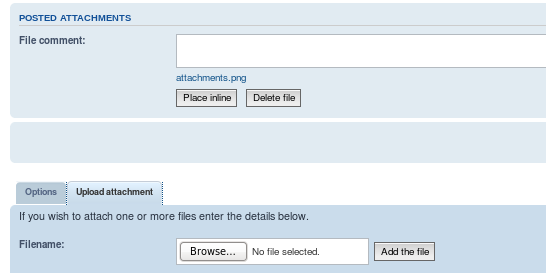 POSTED ATTACHMENTS
File comment:
attachments.png
Place inline Delete file
Options Upload attachment
If you wish to attach one or more files enter the details below.
Filename: Browse... No file selected. Add the file